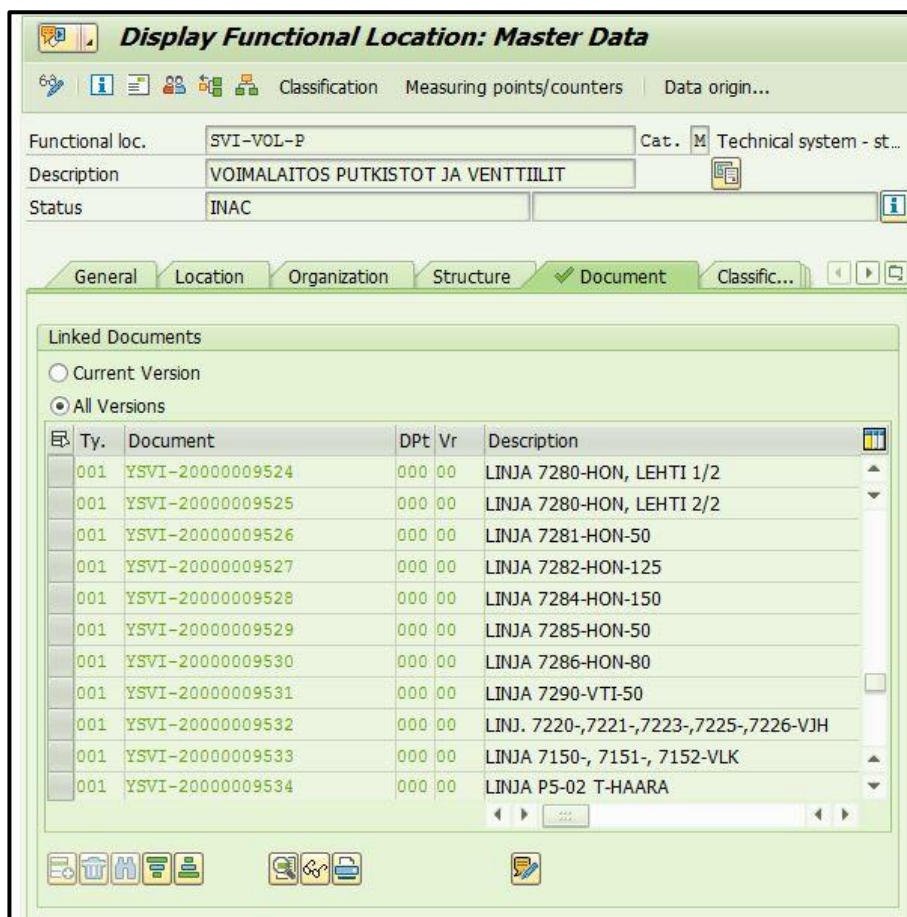 Display Functional Location: Master Data
Classification Measuring points/counters Data origin...
Functional loc. SVI-VOL-P Cat. M Technical system - st...
Description VOIMALAITOS PUTKISTOT JA VENTTIILIT
Status INAC
General Location Organization Structure Document Classific...
Linked Documents
Current Version
All Versions
Ty. Document DPt Vr Description
001 YSVI-20000009524 000 00 LINJA 7280-HON, LEHTI 1/2
001 YSVI-20000009525 000 00 LINJA 7280-HON, LEHTI 2/2
001 YSVI-20000009526 000 00 LINJA 7281-HON-50
001 YSVI-20000009527 000 00 LINJA 7282-HON-125
001 YSVI-20000009528 000 00 LINJA 7284-HON-150
001 YSVI-20000009529 000 00 LINJA 7285-HON-50
001 YSVI-20000009530 000 00 LINJA 7286-HON-80
001 YSVI-20000009531 000 00 LINJA 7290-VTI-50
001 YSVI-20000009532 000 00 LINJ. 7220-,7221-,7223-,7225-,7226-VJH
001 YSVI-20000009533 000 00 LINJA 7150-, 7151-, 7152-VLK
001 YSVI-20000009534 000 00 LINJA P5-02 T-HAARA